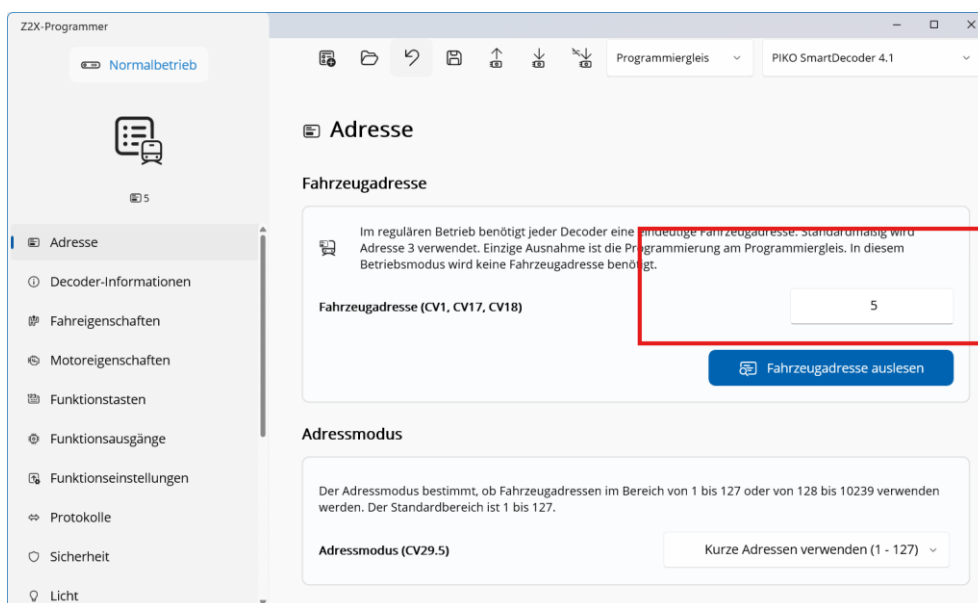 Z2X-Programmer
Normalbetrieb
Programmiergleis
PIKO SmartDecoder 4.1
5
Adresse
Decoder-Informationen
Fahreigenschaften
Motoreigenschaften
Funktionstasten
Funktionsausgänge
Funktionseinstellungen
Protokolle
Sicherheit
Licht
Adresse
Fahrzeugadresse
Im regulären Betrieb benötigt jeder Decoder eine eindeutige Fahrzeugadresse. Standardmäßig wird
Adresse 3 verwendet. Einzige Ausnahme ist die Programmierung am Programmiergleis. In diesem
Betriebsmodus wird keine Fahrzeugadresse benötigt.
Fahrzeugadresse (CV1, CV17, CV18)
5
Fahrzeugadresse auslesen
Adressmodus
Der Adressmodus bestimmt, ob Fahrzeugadressen im Bereich von 1 bis 127 oder von 128 bis 10239 verwenden
werden. Der Standardbereich ist 1 bis 127.
Adressmodus (CV29.5)
Kurze Adressen verwenden (1 - 127)